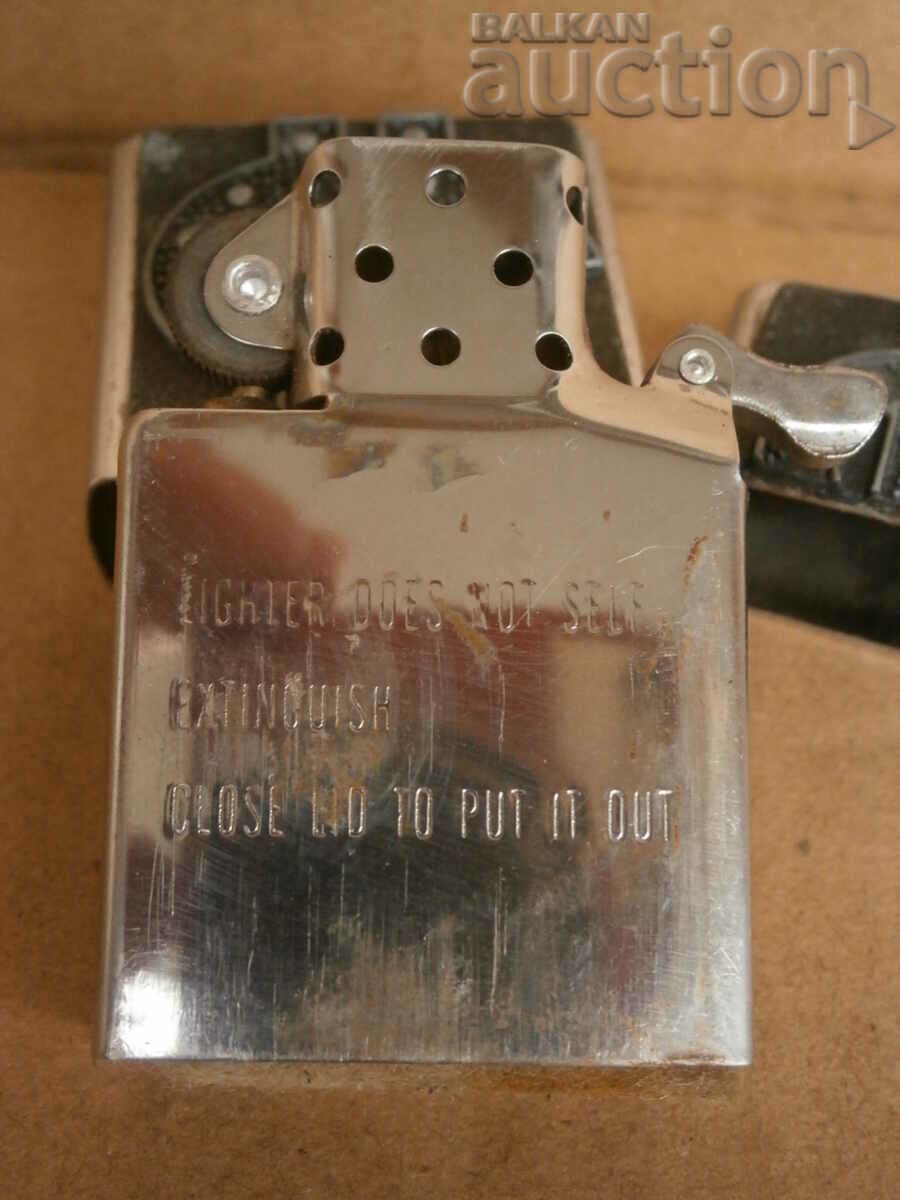 BALKAN
auction
LIGHTER DOES NOT SELF
EXTINGUISH
CLOSE LID TO PUT IT OUT